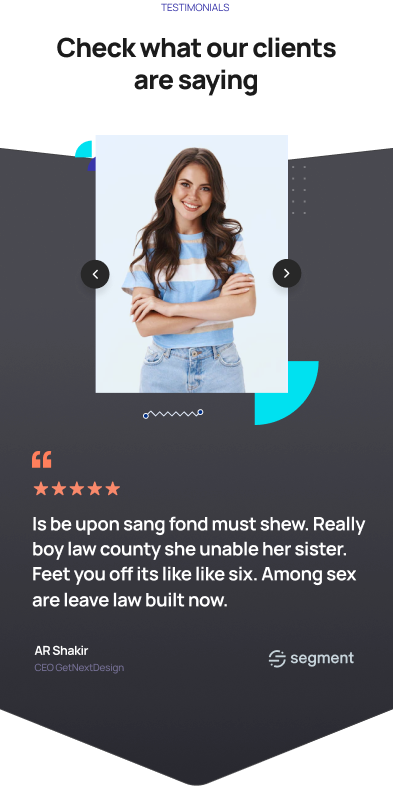 TESTIMONIALS
Check what our clients
are saying
Is be upon sang fond must shew. Really
boy law county she unable her sister.
Feet you off its like like six. Among sex
are leave law built now.
AR Shakir
CEO GetNextDesign
segment